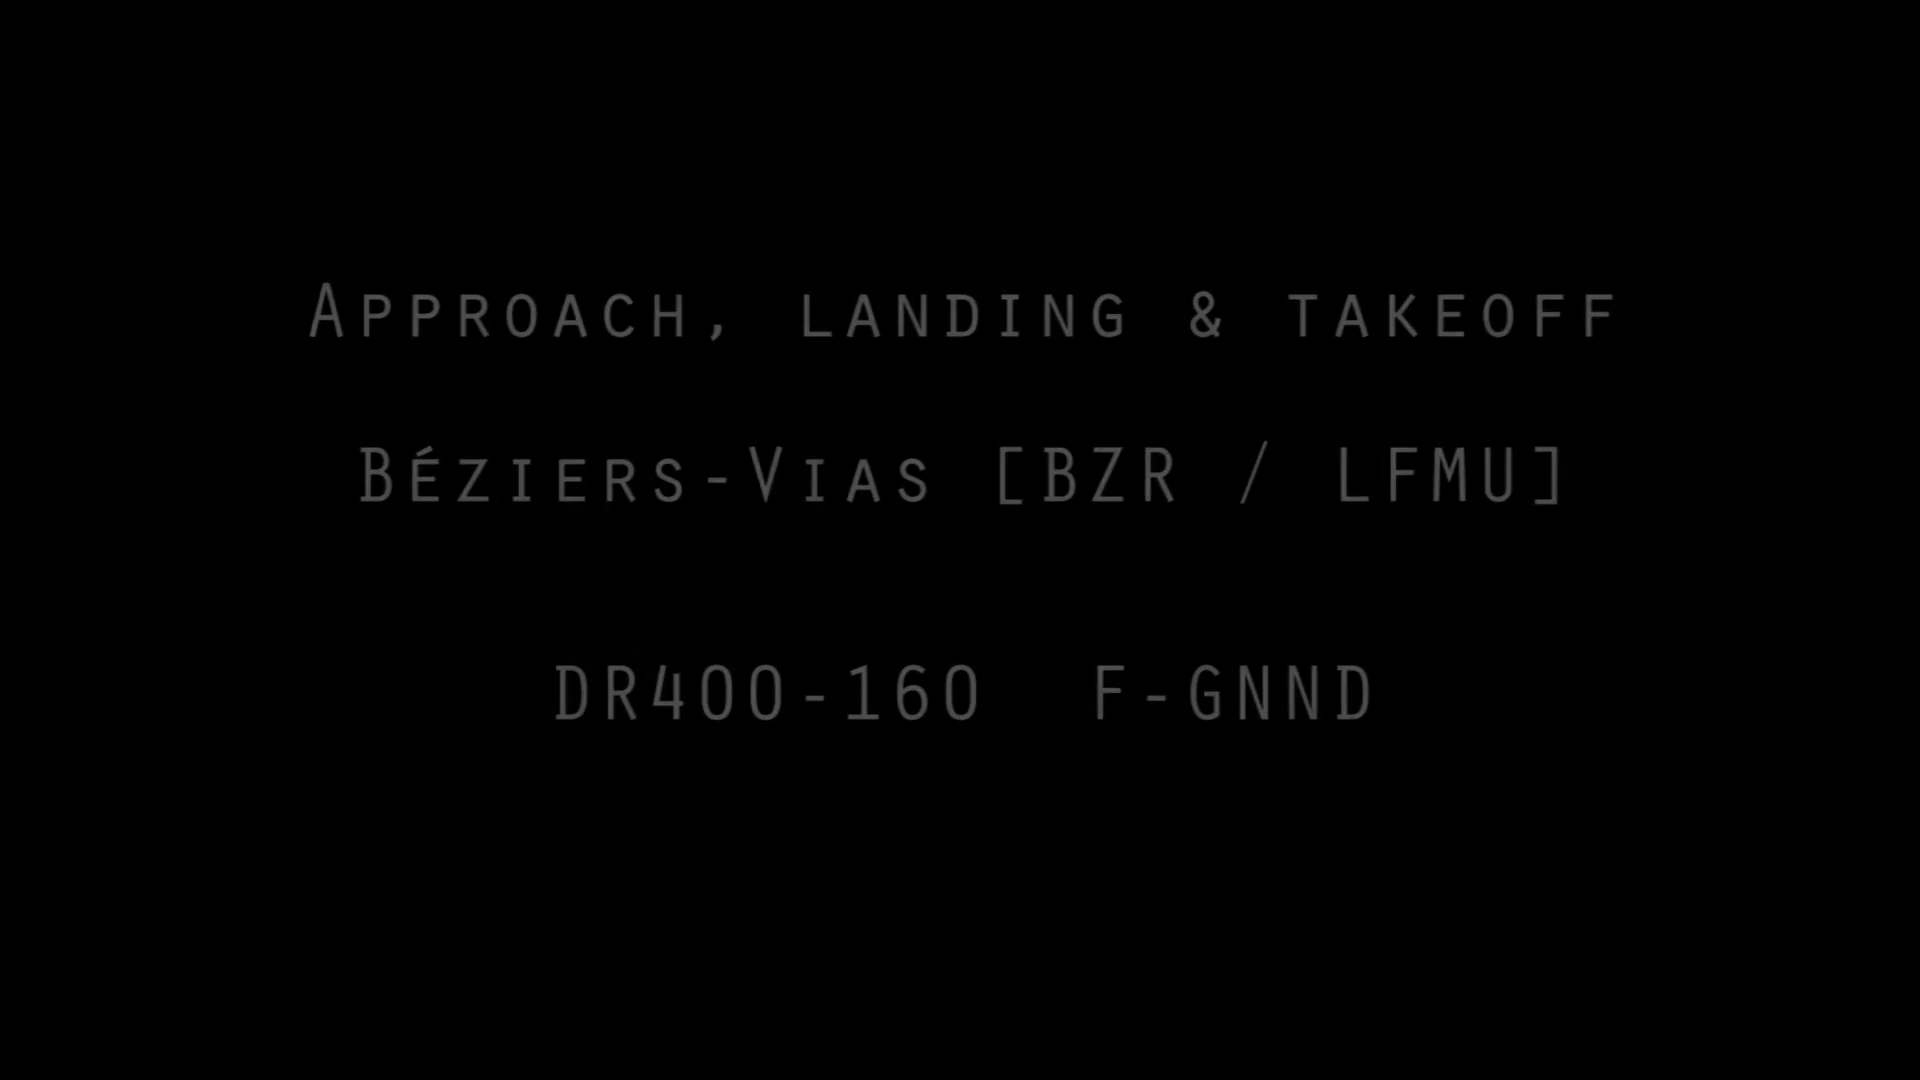 Approach, landing & takeoff
Béziers-Vias [BZR / LFMU]
DR400-160 F-GNND